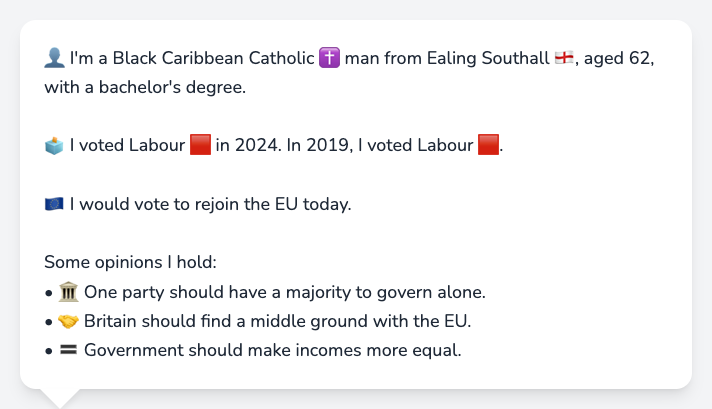 👤 I'm a Black Caribbean Catholic ✝️ man from Ealing Southall 🏴󠁧󠁢󠁥󠁮󠁧󠁿, aged 62,
with a bachelor's degree.
🗳️ I voted Labour 🟥 in 2024. In 2019, I voted Labour 🟥.
🇪🇺 I would vote to rejoin the EU today.
Some opinions I hold:
• 🏛️ One party should have a majority to govern alone.
• 🤝 Britain should find a middle ground with the EU.
• 🟰 Government should make incomes more equal.